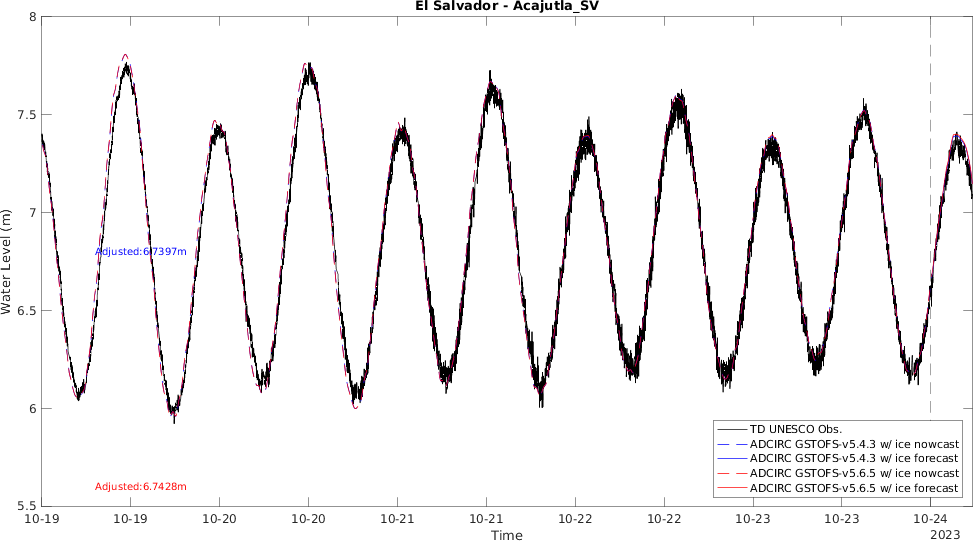 El Salvador - Acajutla_SV
8
7.5
7
6.5
6
5.5
Water Level (m)
Adjusted:6.7397m
Adjusted:6.7428m
TD UNESCO Obs.
ADCIRC GSTOFS-v5.4.3 w/ ice nowcast
ADCIRC GSTOFS-v5.4.3 w/ ice forecast
ADCIRC GSTOFS-v5.6.5 w/ ice nowcast
ADCIRC GSTOFS-v5.6.5 w/ ice forecast
10-19 10-19 10-20 10-20 10-21 10-21 10-22 10-22 10-23 10-23 10-24
Time
2023